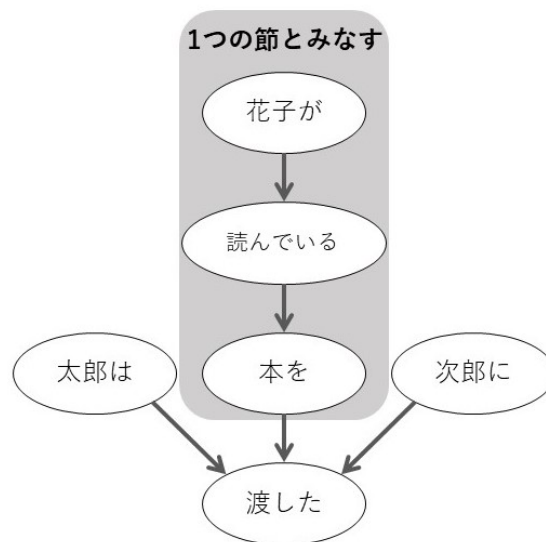 1つの節とみなす
花子が
読んでいる
太郎は
本を
次郎に
渡した